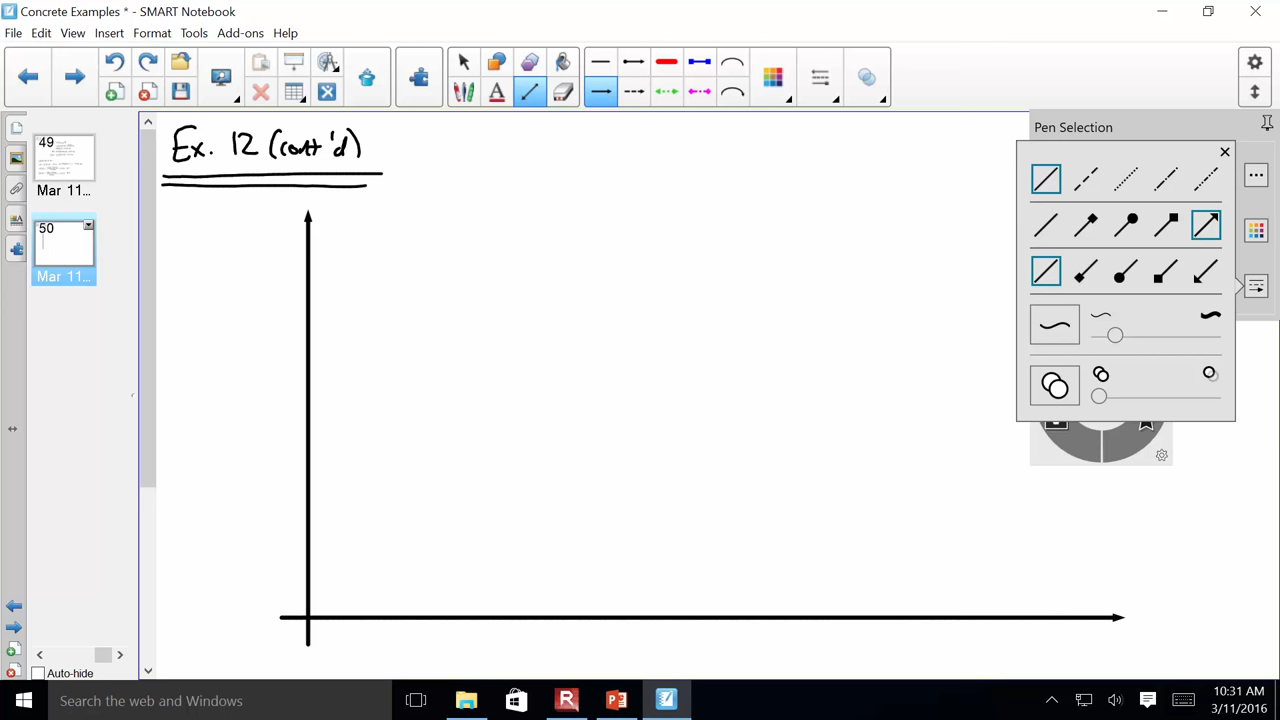 Concrete Examples * - SMART Notebook
File Edit View Insert Format Tools Add-ons Help
Pen Selection
49
Mar 11...
50
Mar 11...
Ex. 12 (cont'd)
Auto-hide
Search the web and Windows
10:31 AM
3/11/2016